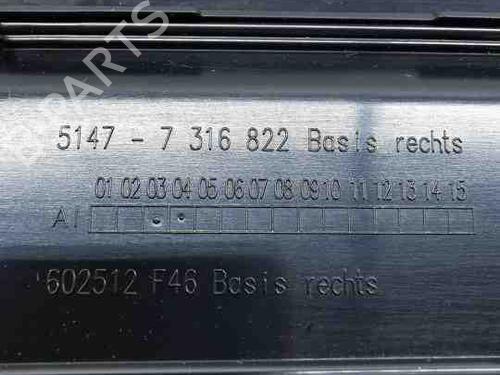 BPARTS
5147 - 7 316 822 Basis rechts
01 02 03 04 05 06 07 08 09 10 11 12 13 14 15
AI
602512 F46 Basis rechts